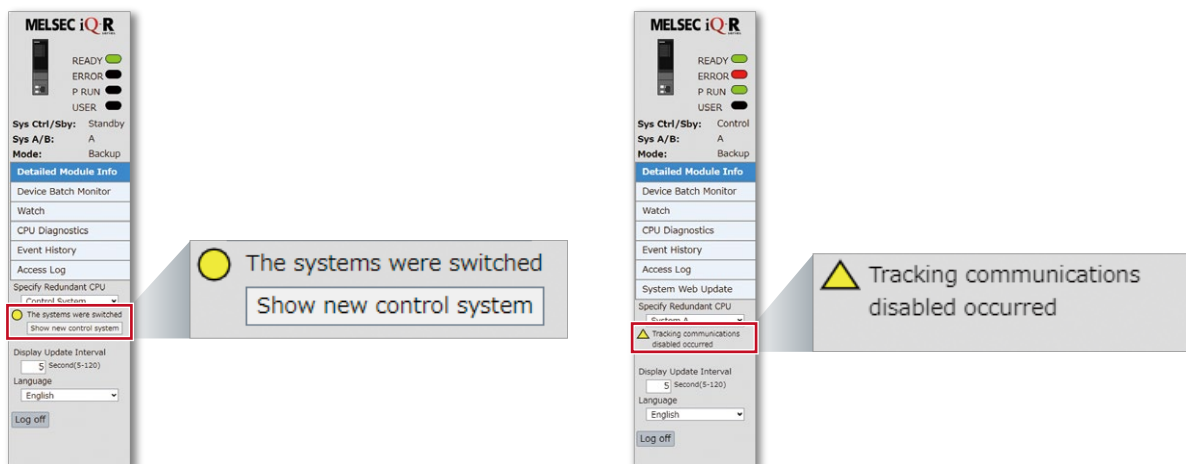 MELSEC iQ-R
series
READY
ERROR
P RUN
USER
Sys Ctrl/Sby: Standby
Sys A/B: A
Mode: Backup
Detailed Module Info
Device Batch Monitor
Watch
CPU Diagnostics
Event History
Access Log
Specify Redundant CPU
Control System
The systems were switched
Show new control system
Display Update Interval
5 Second(5-120)
Language
English
Log off
The systems were switched
Show new control system
MELSEC iQ-R
series
READY
ERROR
P RUN
USER
Sys Ctrl/Sby: Control
Sys A/B: A
Mode: Backup
Detailed Module Info
Device Batch Monitor
Watch
CPU Diagnostics
Event History
Access Log
System Web Update
Specify Redundant CPU
System A
Tracking communications
disabled occurred
Display Update Interval
5 Second(5-120)
Language
English
Log off
Tracking communications
disabled occurred